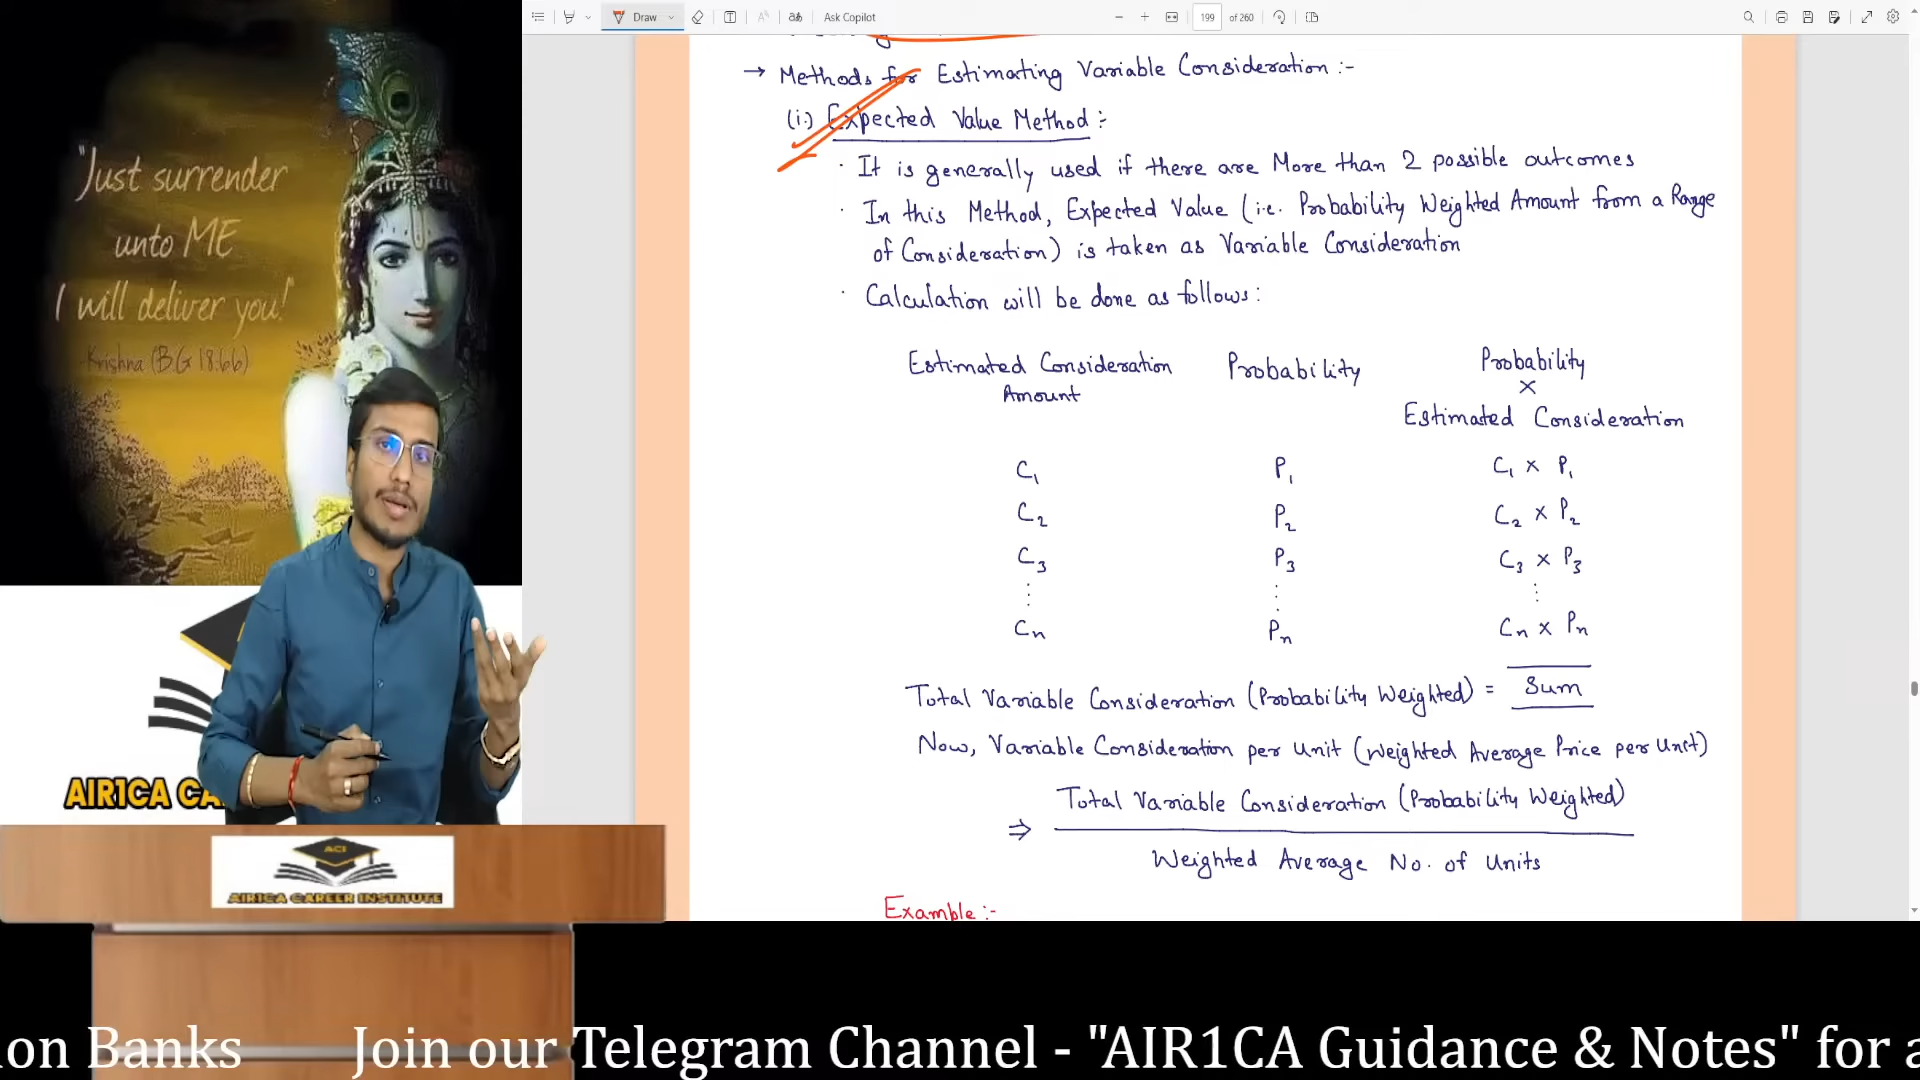 Draw
Ask Copilot
199
of 260
"Just surrender
unto ME
I will deliver you!"
-Krishna (B.G 18.66)
→ Methods for Estimating Variable Consideration :-
(i.) Expected Value Method :-
· It is generally used if there are More than 2 possible outcomes
· In this Method, Expected Value (i.e. Probability Weighted Amount from a Range
of Consideration) is taken as Variable Consideration
· Calculation will be done as follows:
Estimated Consideration Amount
Probability
Probability × Estimated Consideration
C₁ P₁ C₁ × P₁
C₂ P₂ C₂ × P₂
C₃ P₃ C₃ × P₃
⋮ ⋮ ⋮
Cn Pn Cn × Pn
Total Variable Consideration (Probability Weighted) = Sum
Now, Variable Consideration per Unit (Weighted Average Price per Unit)
⇒ Total Variable Consideration (Probability Weighted)
Weighted Average No. of Units
Example :-
AIR1CA CA
ACI
AIR1CA CAREER INSTITUTE
ion Banks Join our Telegram Channel - "AIR1CA Guidance & Notes" for a